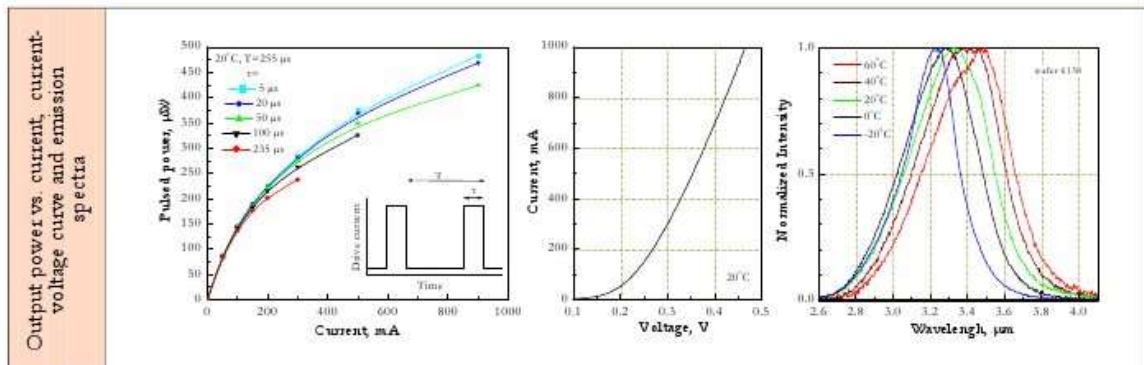 Output power vs. current, current-
voltage curve and emission
spectra
Pulsed power, μW
500
450
400
350
300
250
200
150
100
50
0
20°C, T=255 μs
τ=
5 μs
20 μs
50 μs
100 μs
235 μs
T
τ
Drive current
Time
0 200 400 600 800 1000
Current, mA
Current, mA
1000
800
600
400
200
0
20°C
0.1 0.2 0.3 0.4 0.5
Voltage, V
Normalized Intensity
1.0
0.5
0.0
60°C
40°C
20°C
0°C
-20°C
2.6 2.8 3.0 3.2 3.4 3.6 3.8 4.0
Wavelengh, μm